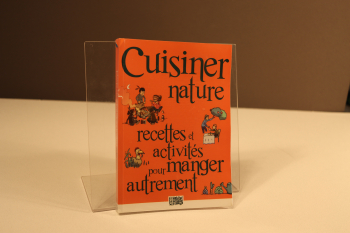 Cuisiner
nature
recettes et
activités
pour manger
autrement